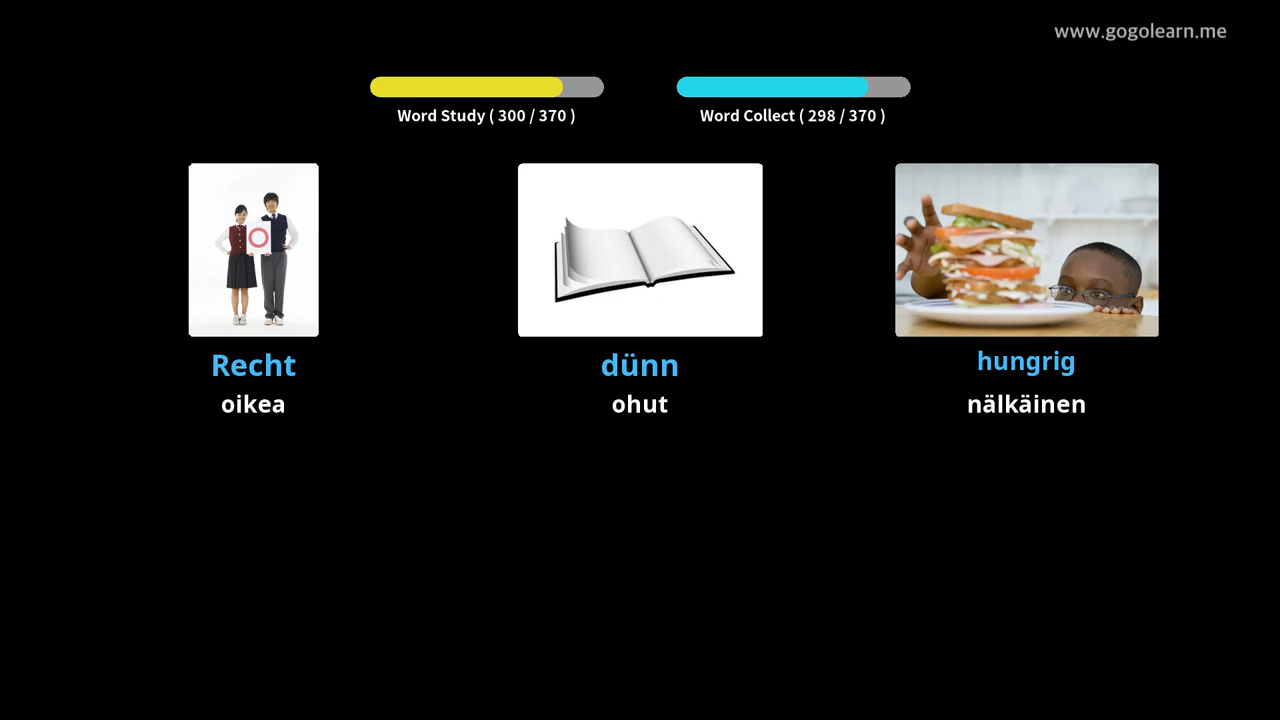 www.gogolearn.me
Word Study ( 300 / 370 )
Word Collect ( 298 / 370 )
Recht
oikea
dünn
ohut
hungrig
nälkäinen